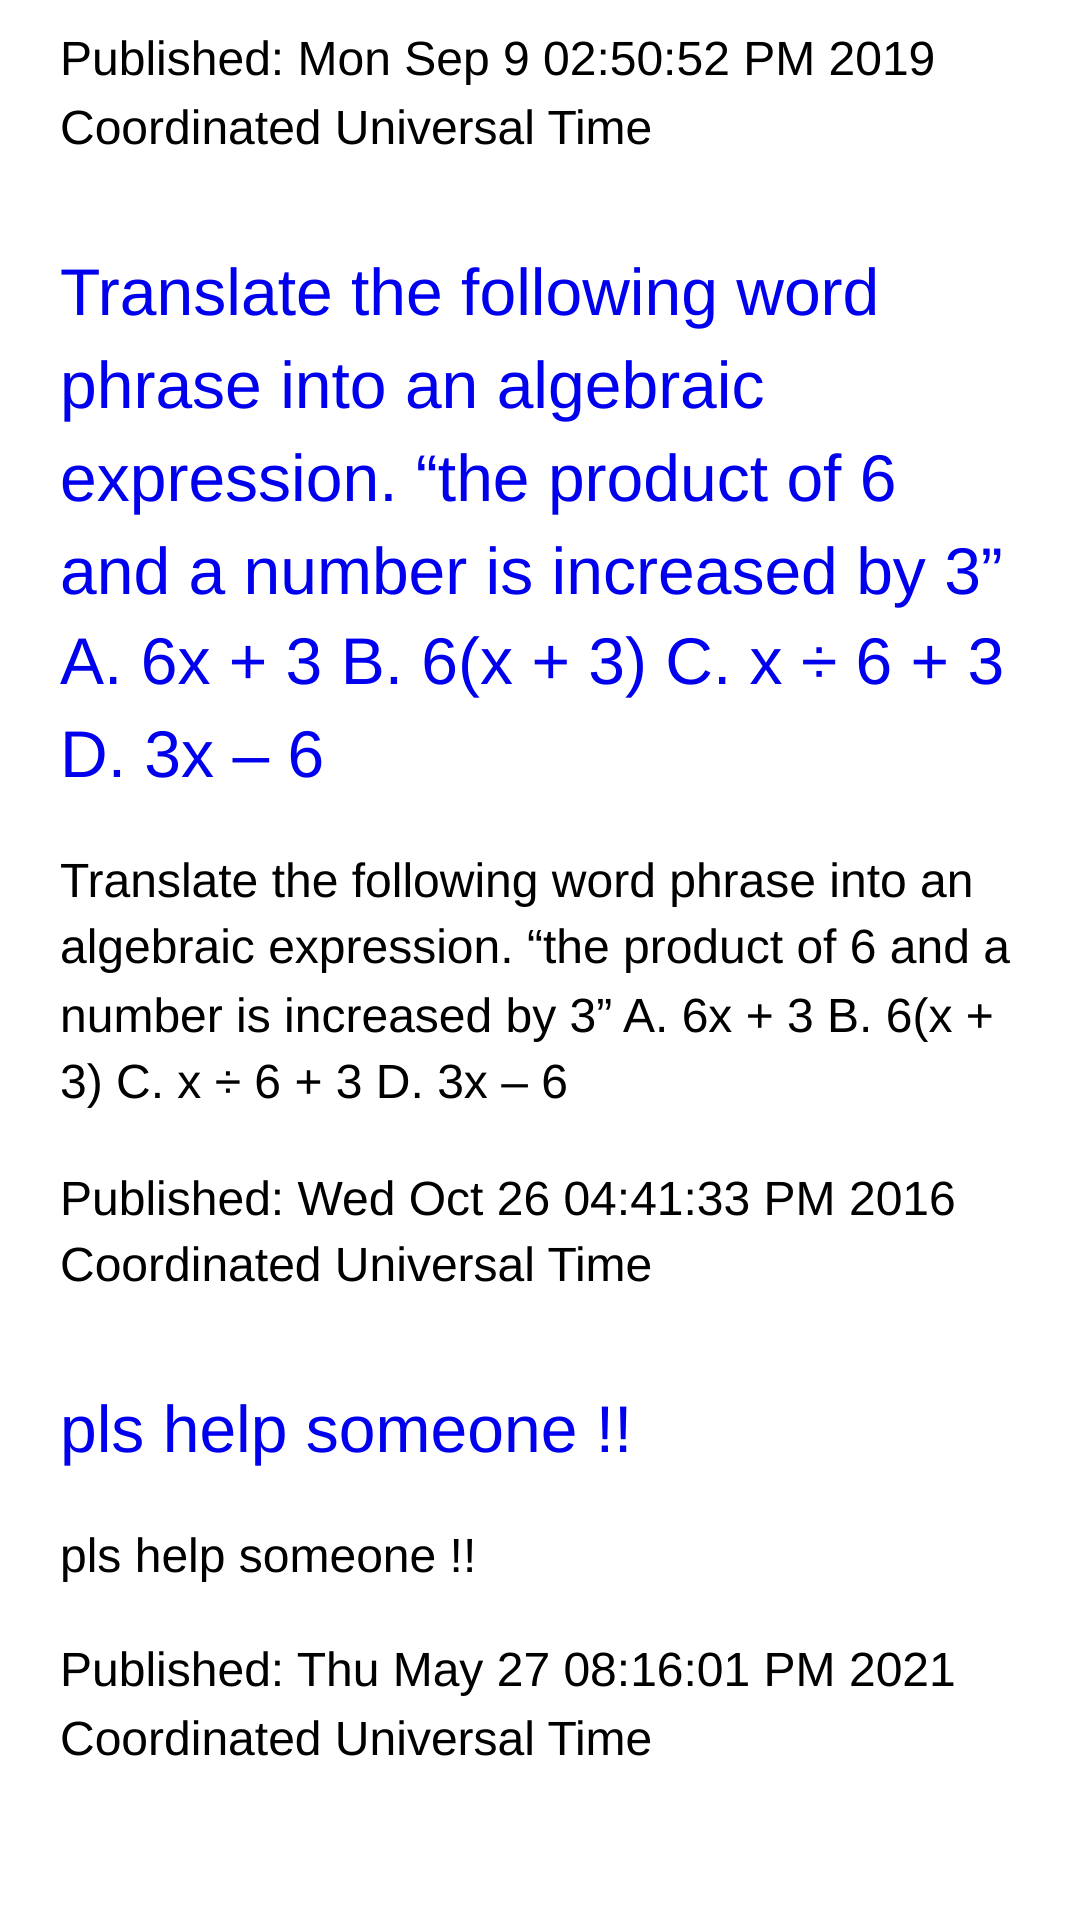 Published: Mon Sep 9 02:50:52 PM 2019
Coordinated Universal Time
Translate the following word
phrase into an algebraic
expression. “the product of 6
and a number is increased by 3”
A. 6x + 3 B. 6(x + 3) C. x ÷ 6 + 3
D. 3x – 6
Translate the following word phrase into an
algebraic expression. “the product of 6 and a
number is increased by 3” A. 6x + 3 B. 6(x +
3) C. x ÷ 6 + 3 D. 3x – 6
Published: Wed Oct 26 04:41:33 PM 2016
Coordinated Universal Time
pls help someone !!
pls help someone !!
Published: Thu May 27 08:16:01 PM 2021
Coordinated Universal Time